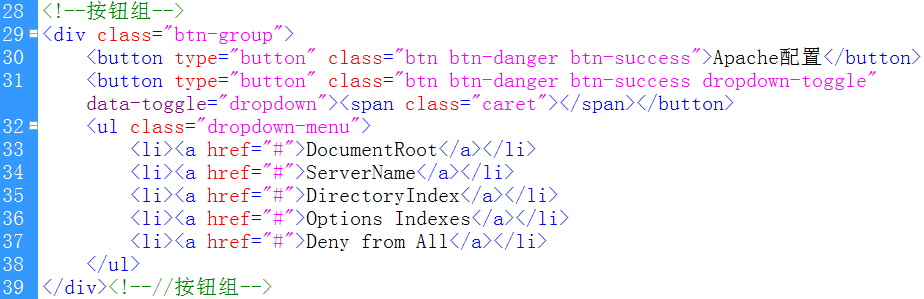 28 <!--按钮组-->
29 <div class="btn-group">
30 <button type="button" class="btn btn-danger btn-success">Apache配置</button>
31 <button type="button" class="btn btn-danger btn-success dropdown-toggle"
data-toggle="dropdown"><span class="caret"></span></button>
32 <ul class="dropdown-menu">
33 <li><a href="#">DocumentRoot</a></li>
34 <li><a href="#">ServerName</a></li>
35 <li><a href="#">DirectoryIndex</a></li>
36 <li><a href="#">Options Indexes</a></li>
37 <li><a href="#">Deny from All</a></li>
38 </ul>
39 </div><!--//按钮组-->